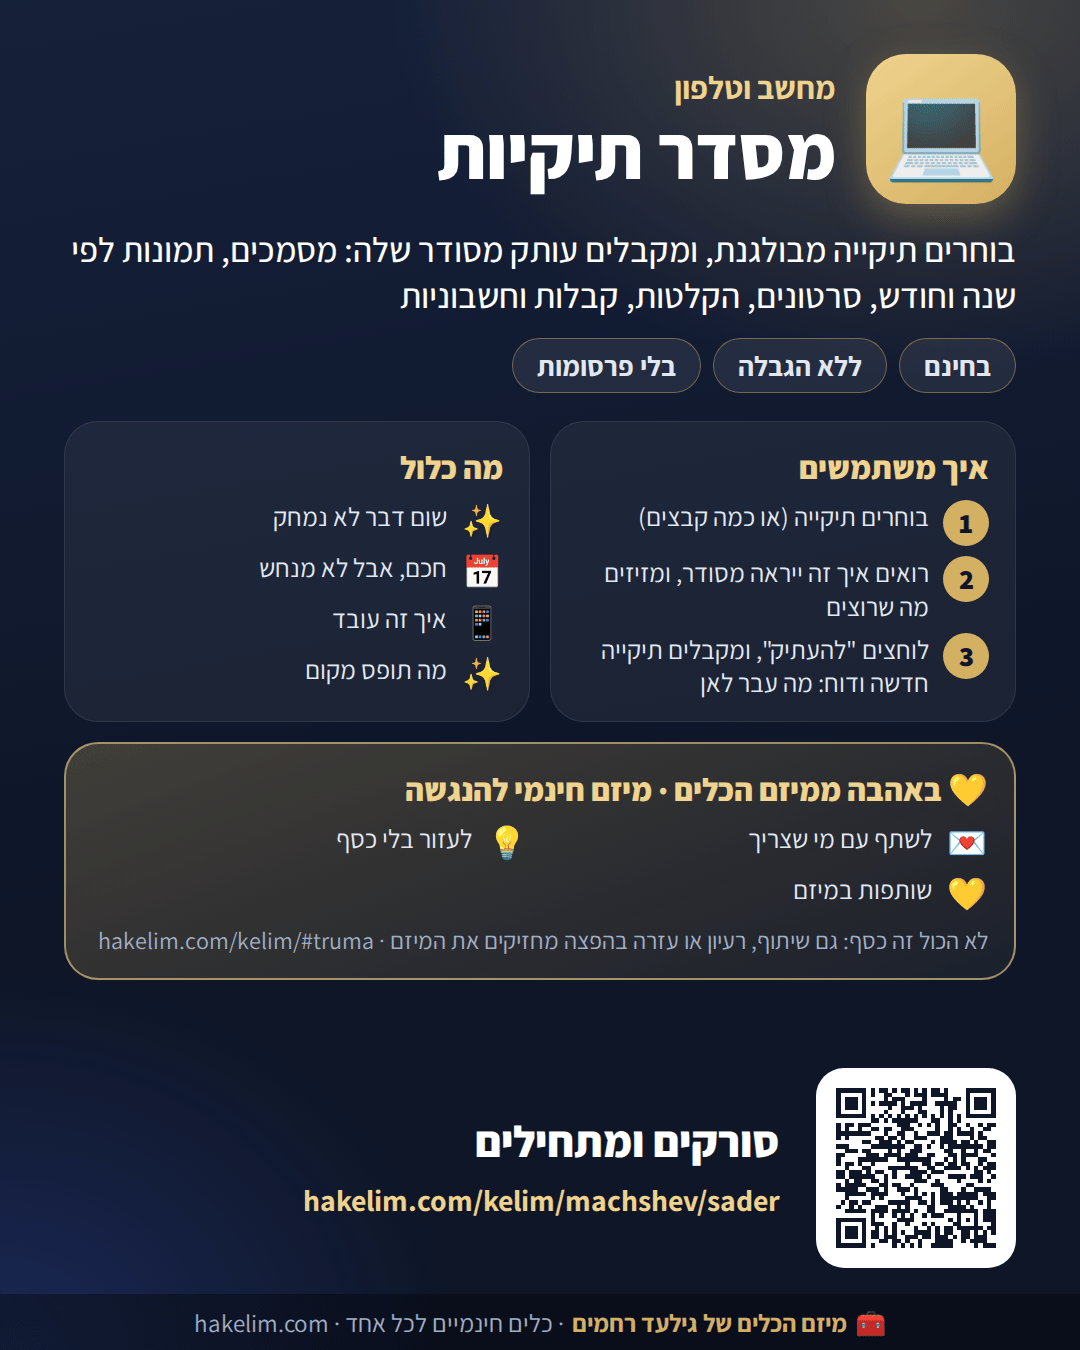 מחשב וטלפון
מסדר תיקיות
בוחרים תיקייה מבולגנת, ומקבלים עותק מסודר שלה: מסמכים, תמונות לפי
שנה וחודש, סרטונים, הקלטות, קבלות וחשבוניות
בחינם
ללא הגבלה
בלי פרסומות
איך משתמשים
1 בוחרים תיקייה (או כמה קבצים)
2 רואים איך זה ייראה מסודר, ומזיזים
מה שרוצים
3 לוחצים "להעתיק", ומקבלים תיקייה
חדשה ודוח: מה עבר לאן
מה כלול
שום דבר לא נמחק
חכם, אבל לא מנחש
איך זה עובד
מה תופס מקום
באהבה ממיזם הכלים · מיזם חינמי להנגשה
לשתף עם מי שצריך
לעזור בלי כסף
שותפות במיזם
לא הכול זה כסף: גם שיתוף, רעיון או עזרה בהפצה מחזיקים את המיזם · hakelim.com/kelim/#truma
סורקים ומתחילים
hakelim.com/kelim/machshev/sader
מיזם הכלים של גילעד רחמים · כלים חינמיים לכל אחד · hakelim.com